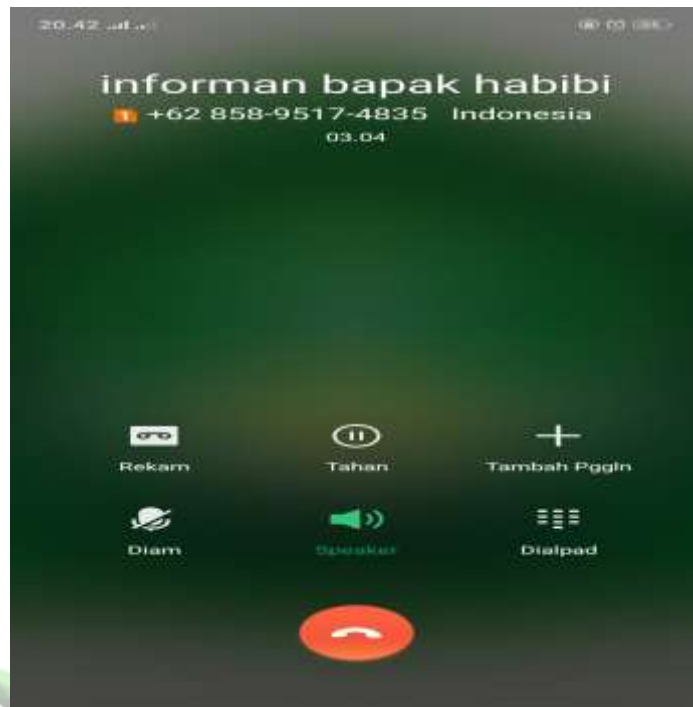 20.42
informan bapak habibi
1 +62 858-9517-4835 Indonesia
03.04
Rekam Tahan Tambah Pggln
Diam Speaker Dialpad